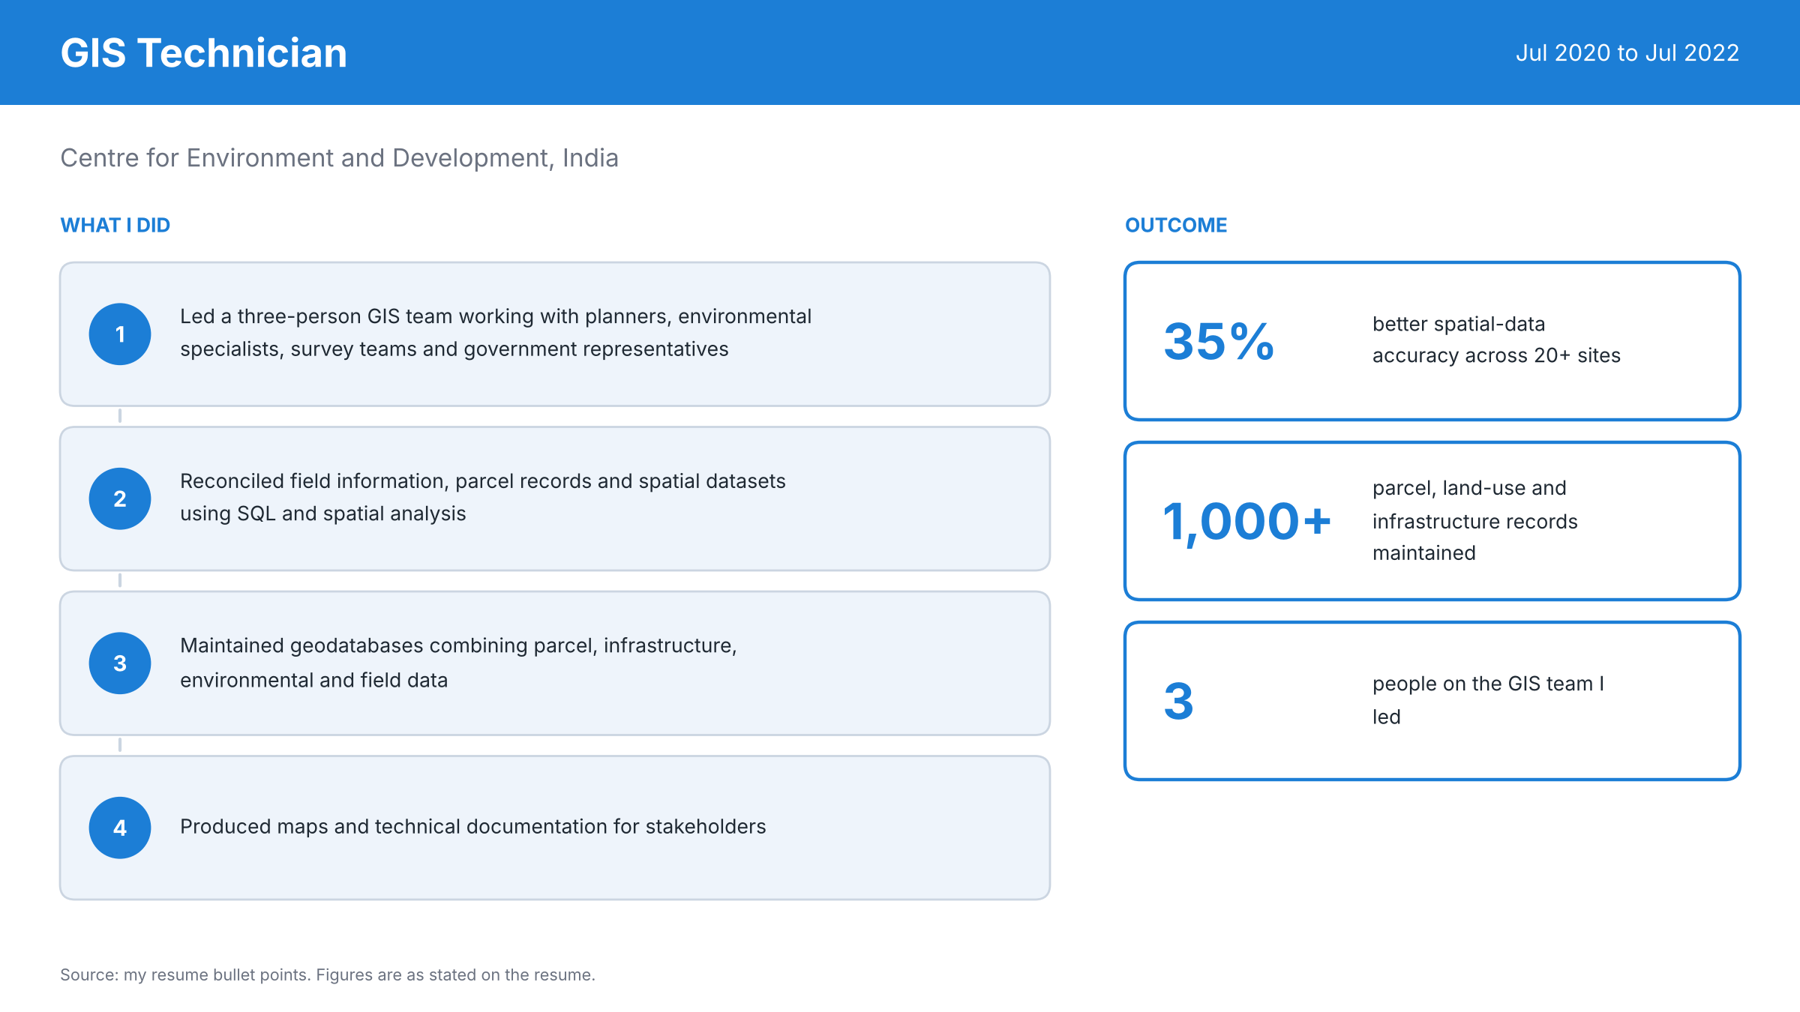 GIS Technician
Jul 2020 to Jul 2022
Centre for Environment and Development, India
WHAT I DID
1
Led a three-person GIS team working with planners, environmental
specialists, survey teams and government representatives
2
Reconciled field information, parcel records and spatial datasets
using SQL and spatial analysis
3
Maintained geodatabases combining parcel, infrastructure,
environmental and field data
4
Produced maps and technical documentation for stakeholders
OUTCOME
35%
better spatial-data
accuracy across 20+ sites
1,000+
parcel, land-use and
infrastructure records
maintained
3
people on the GIS team I
led
Source: my resume bullet points. Figures are as stated on the resume.